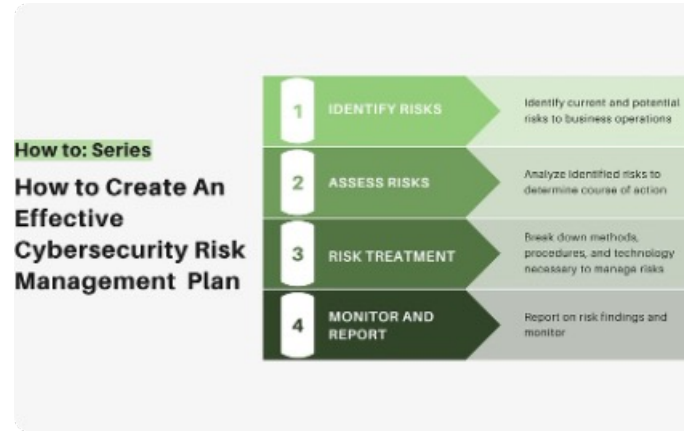 How to: Series
How to Create An
Effective
Cybersecurity Risk
Management Plan
1
IDENTIFY RISKS
Identify current and potential
risks to business operations
2
ASSESS RISKS
Analyze identified risks to
determine course of action
3
RISK TREATMENT
Break down methods,
procedures, and technology
necessary to manage risks
4
MONITOR AND
REPORT
Report on risk findings and
monitor